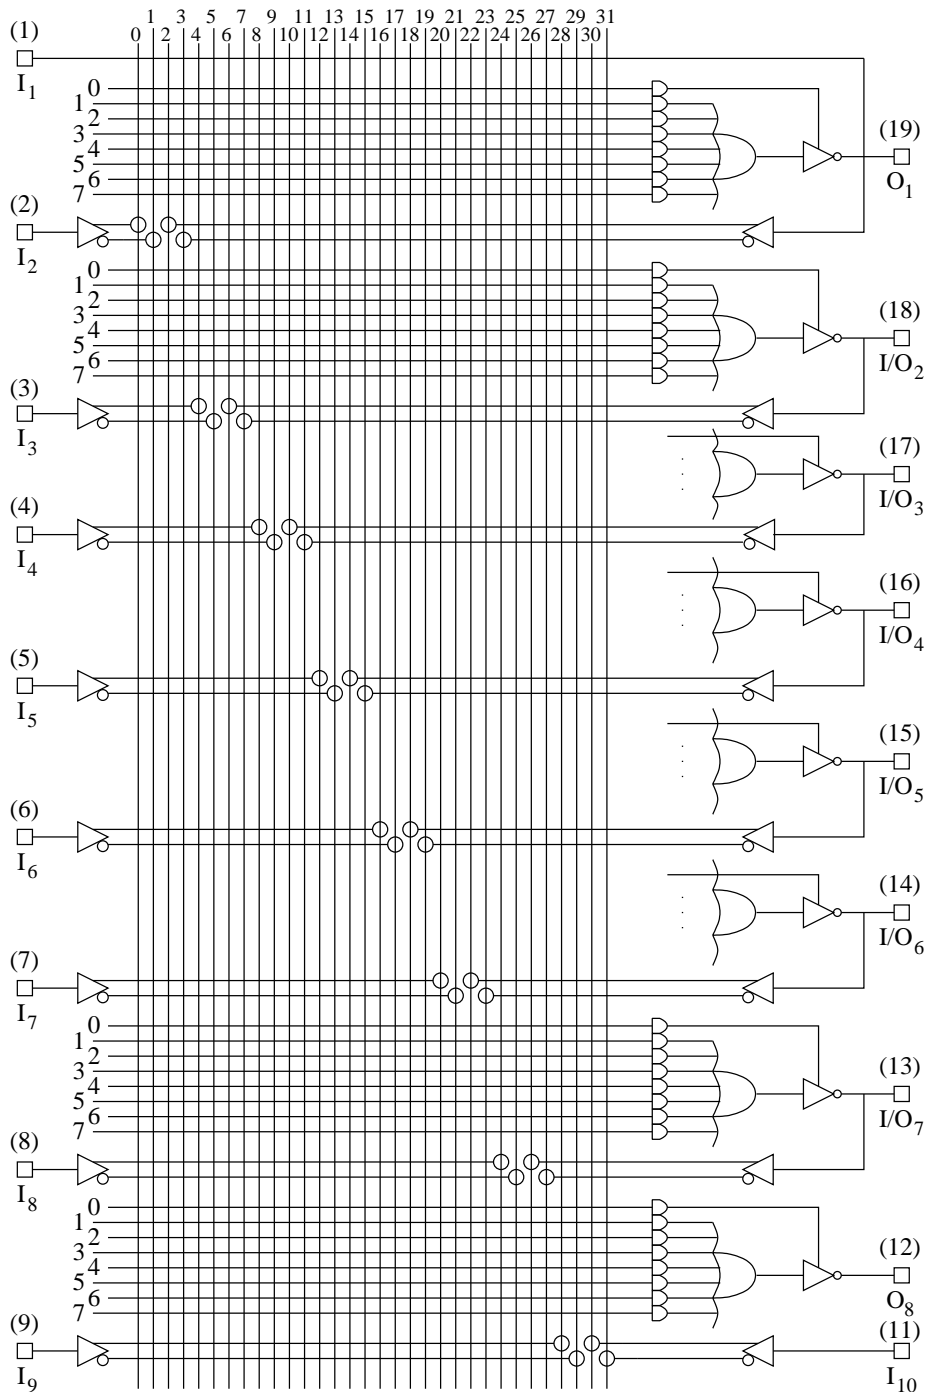 1 3 5 7 9 11 13 15 17 19 21 23 25 27 29 31
0 2 4 6 8 10 12 14 16 18 20 22 24 26 28 30
(1)
I1
0
1
2
3
4
5
6
7
(19)
O1
(2)
I2
0
1
2
3
4
5
6
7
(18)
I/O2
(3)
I3
(17)
I/O3
(4)
I4
(16)
I/O4
(5)
I5
(15)
I/O5
(6)
I6
(14)
I/O6
(7)
I7
0
1
2
3
4
5
6
7
(13)
I/O7
(8)
I8
0
1
2
3
4
5
6
7
(12)
O8
(9)
I9
(11)
I10